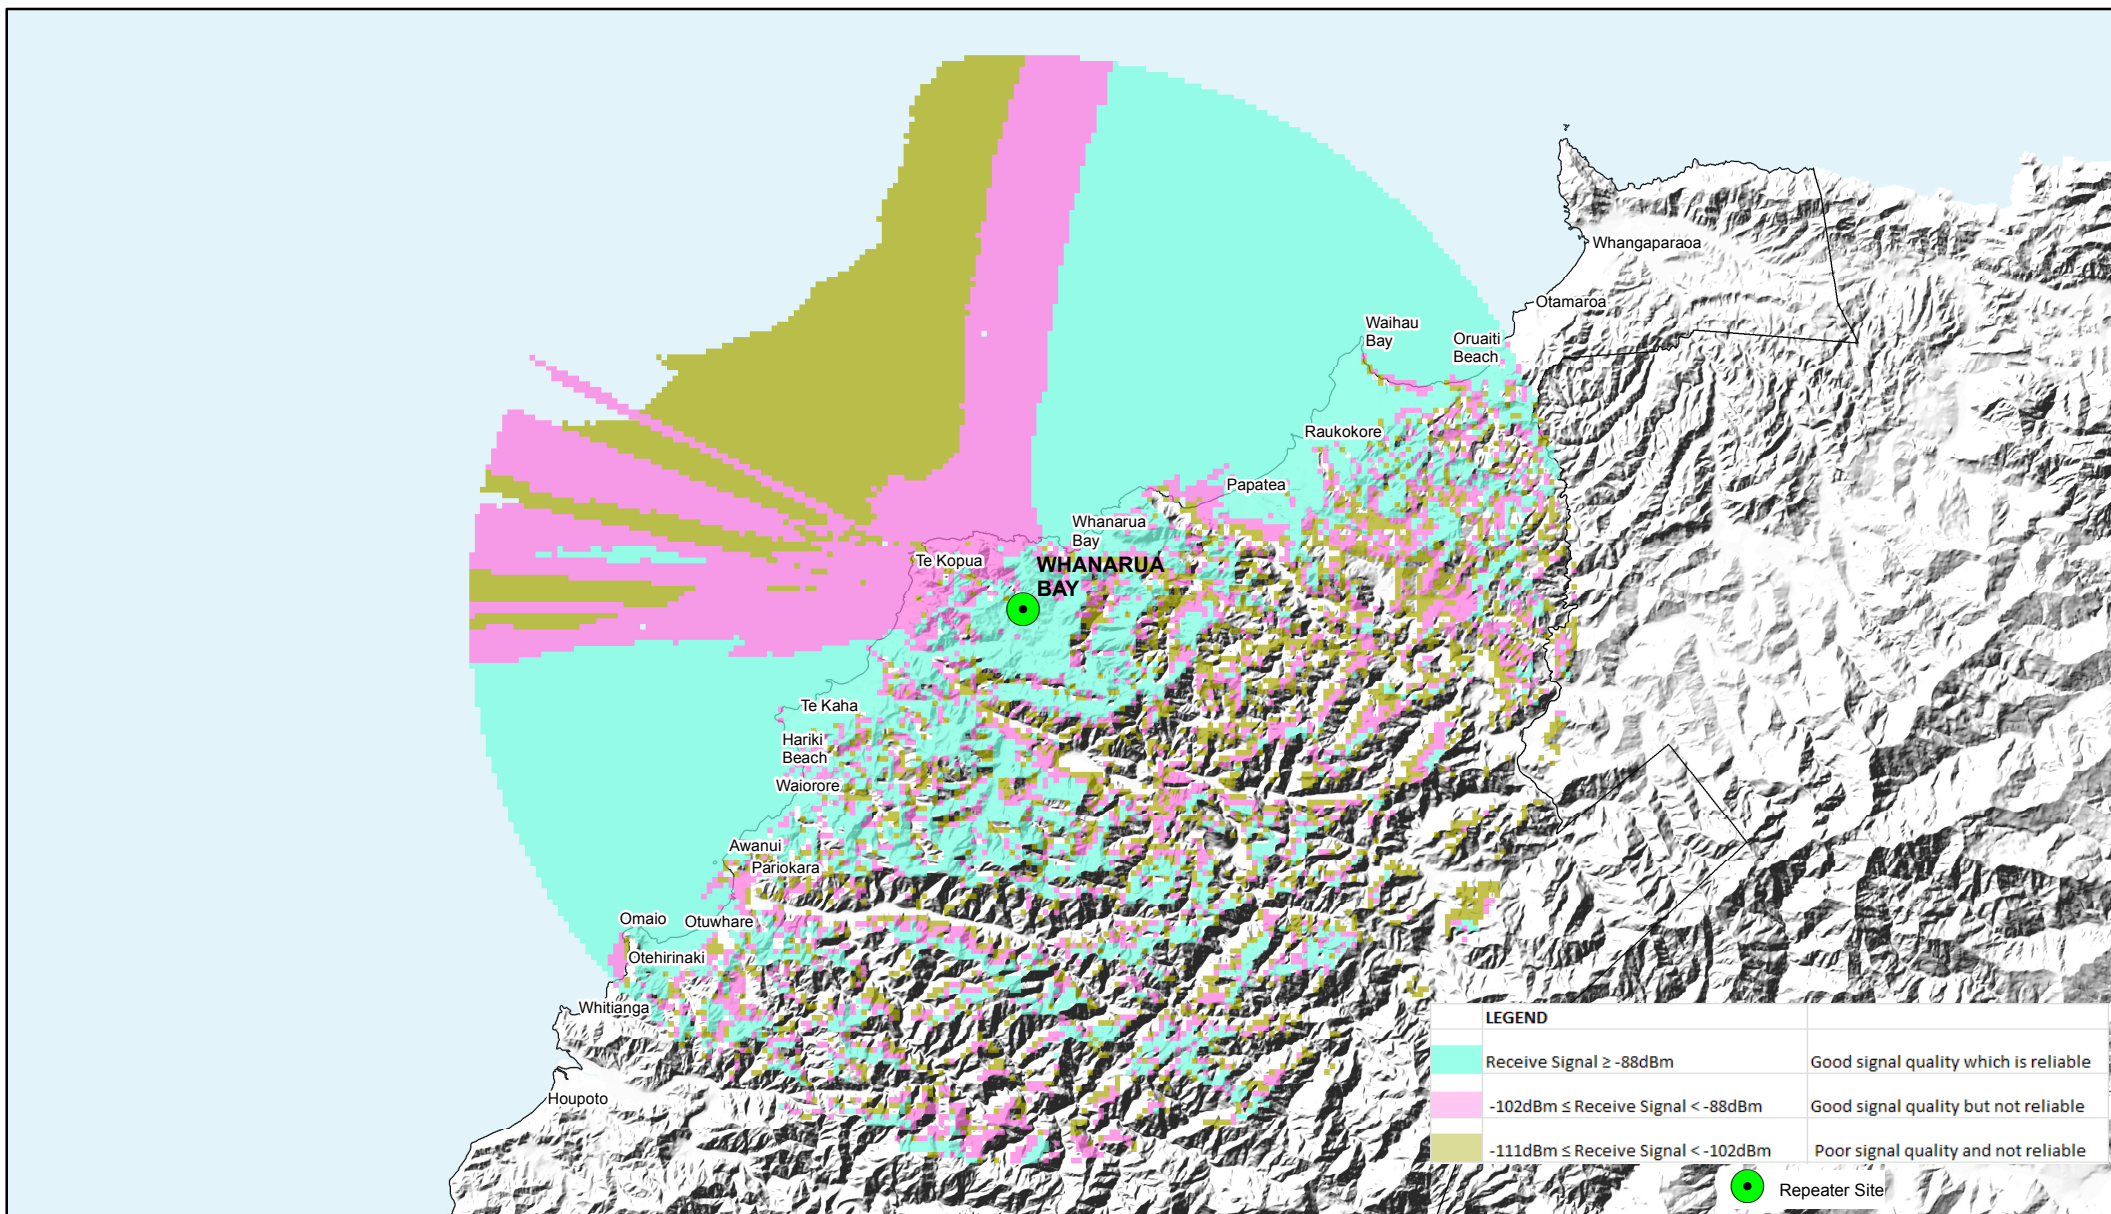 Whangaparaoa
Otamaroa
Waihau
Bay
Oruaiti
Beach
Raukokore
Papatea
Whanarua
Bay
Te Kopua
WHANARUA
BAY
Te Kaha
Hariki
Beach
Waiorore
Awanui
Pariokara
Omaio
Otuwhare
Otehirinaki
Whitianga
Houpoto
LEGEND
Receive Signal ≥ -88dBm Good signal quality which is reliable
-102dBm ≤ Receive Signal < -88dBm Good signal quality but not reliable
-111dBm ≤ Receive Signal < -102dBm Poor signal quality and not reliable
Repeater Site